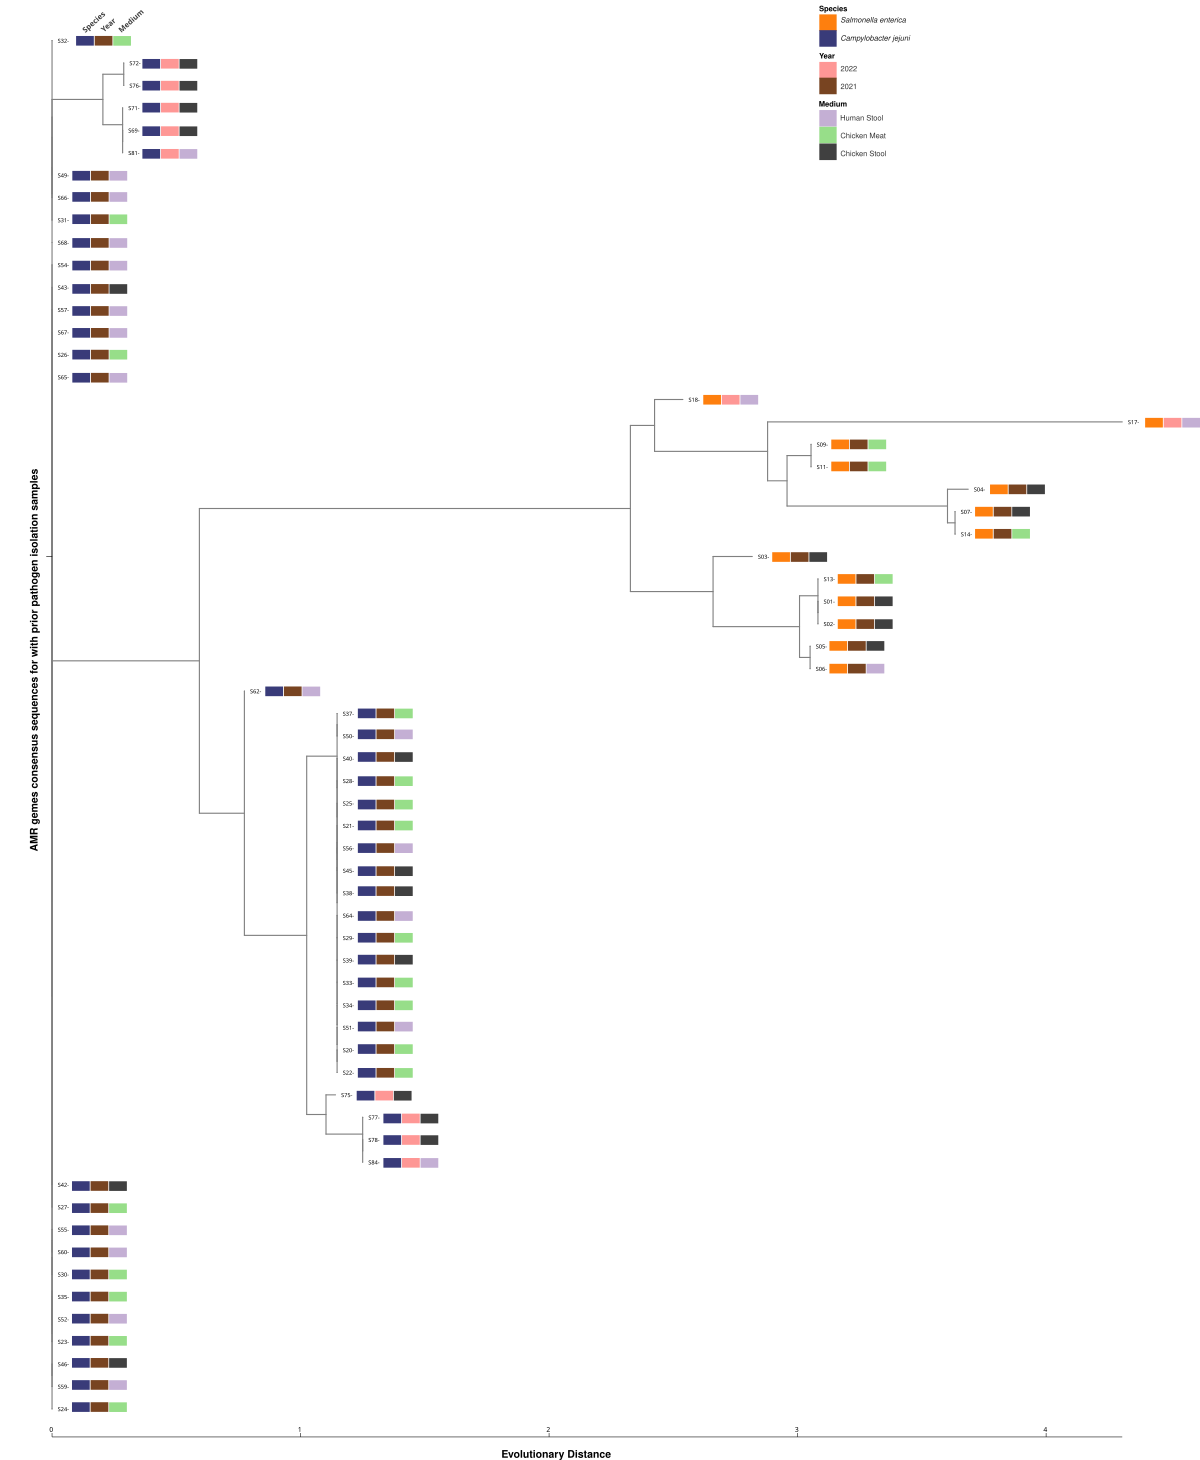 Species
Year
Medium
Species
Salmonella enterica
Campylobacter jejuni
Year
2022
2021
Medium
Human Stool
Chicken Meat
Chicken Stool
S32-
S72-
S76-
S71-
S69-
S81-
S49-
S66-
S31-
S68-
S54-
S43-
S57-
S67-
S26-
S65-
S18-
S17-
S09-
S11-
S04-
S07-
S14-
S03-
S13-
S01-
S02-
S05-
S06-
S62-
S37-
S50-
S40-
S28-
S25-
S21-
S56-
S45-
S38-
S64-
S29-
S39-
S33-
S34-
S51-
S20-
S22-
S75-
S77-
S78-
S84-
S42-
S27-
S55-
S60-
S30-
S35-
S52-
S23-
S46-
S59-
S24-
AMR gemes consensus sequences for with prior pathogen isolation samples
0 1 2 3 4
Evolutionary Distance